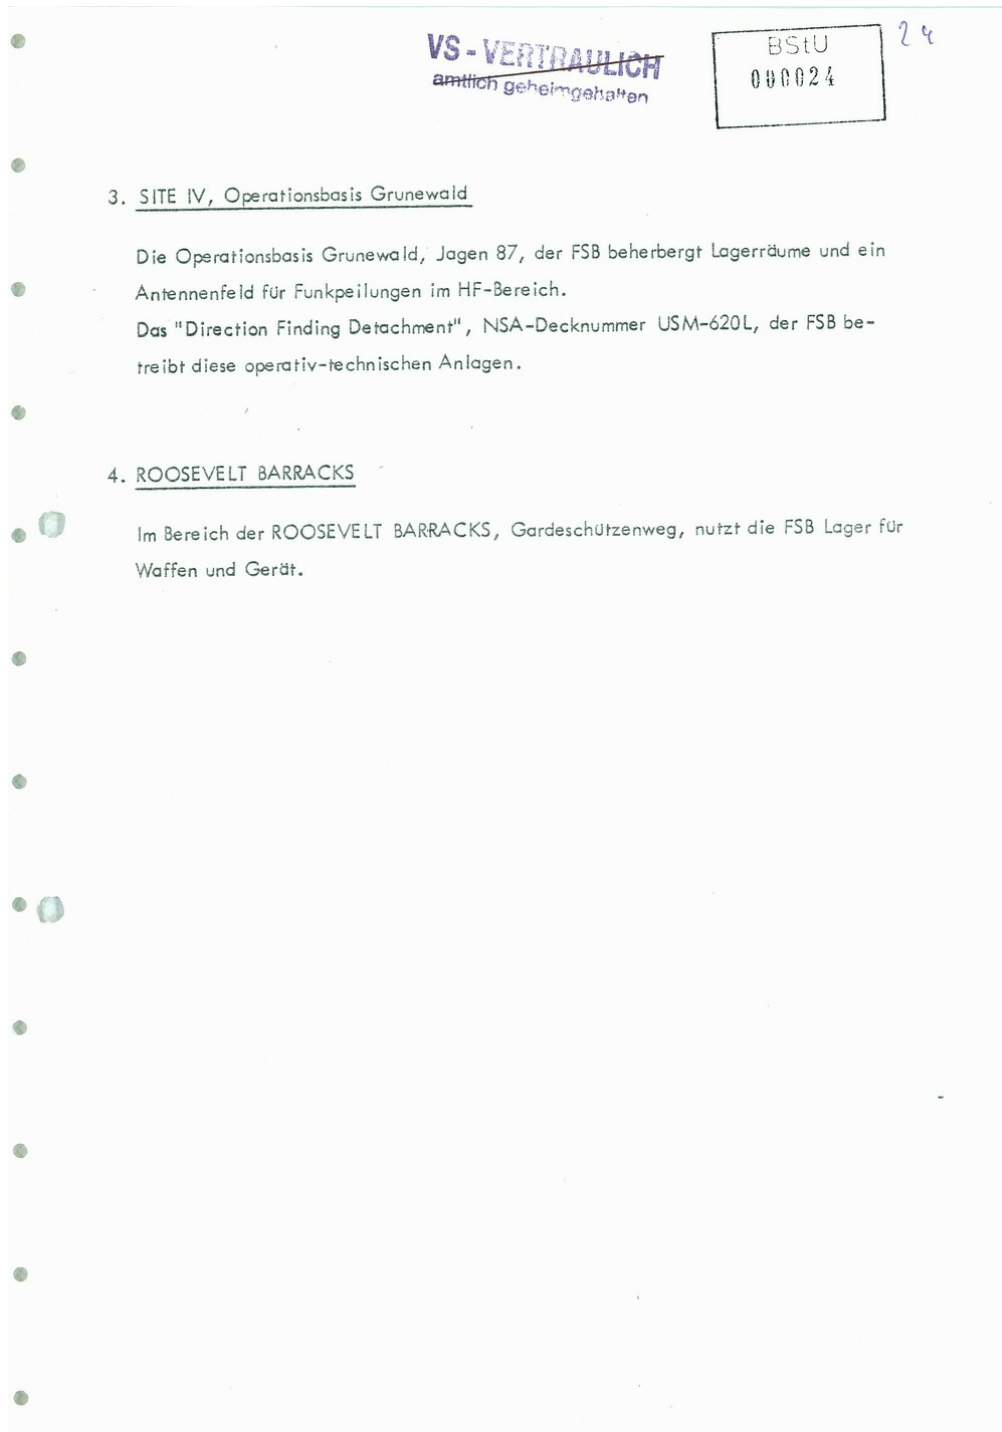 VS - VERTRAULICH
amtlich geheimgehalten
BStU
000024
24
3. SITE IV, Operationsbasis Grunewald
Die Operationsbasis Grunewald, Jagen 87, der FSB beherbergt Lagerräume und ein
Antennenfeld für Funkpeilungen im HF-Bereich.
Das "Direction Finding Detachment", NSA-Decknummer USM-620L, der FSB be-
treibt diese operativ-technischen Anlagen.
4. ROOSEVELT BARRACKS
Im Bereich der ROOSEVELT BARRACKS, Gardeschützenweg, nutzt die FSB Lager für
Waffen und Gerät.